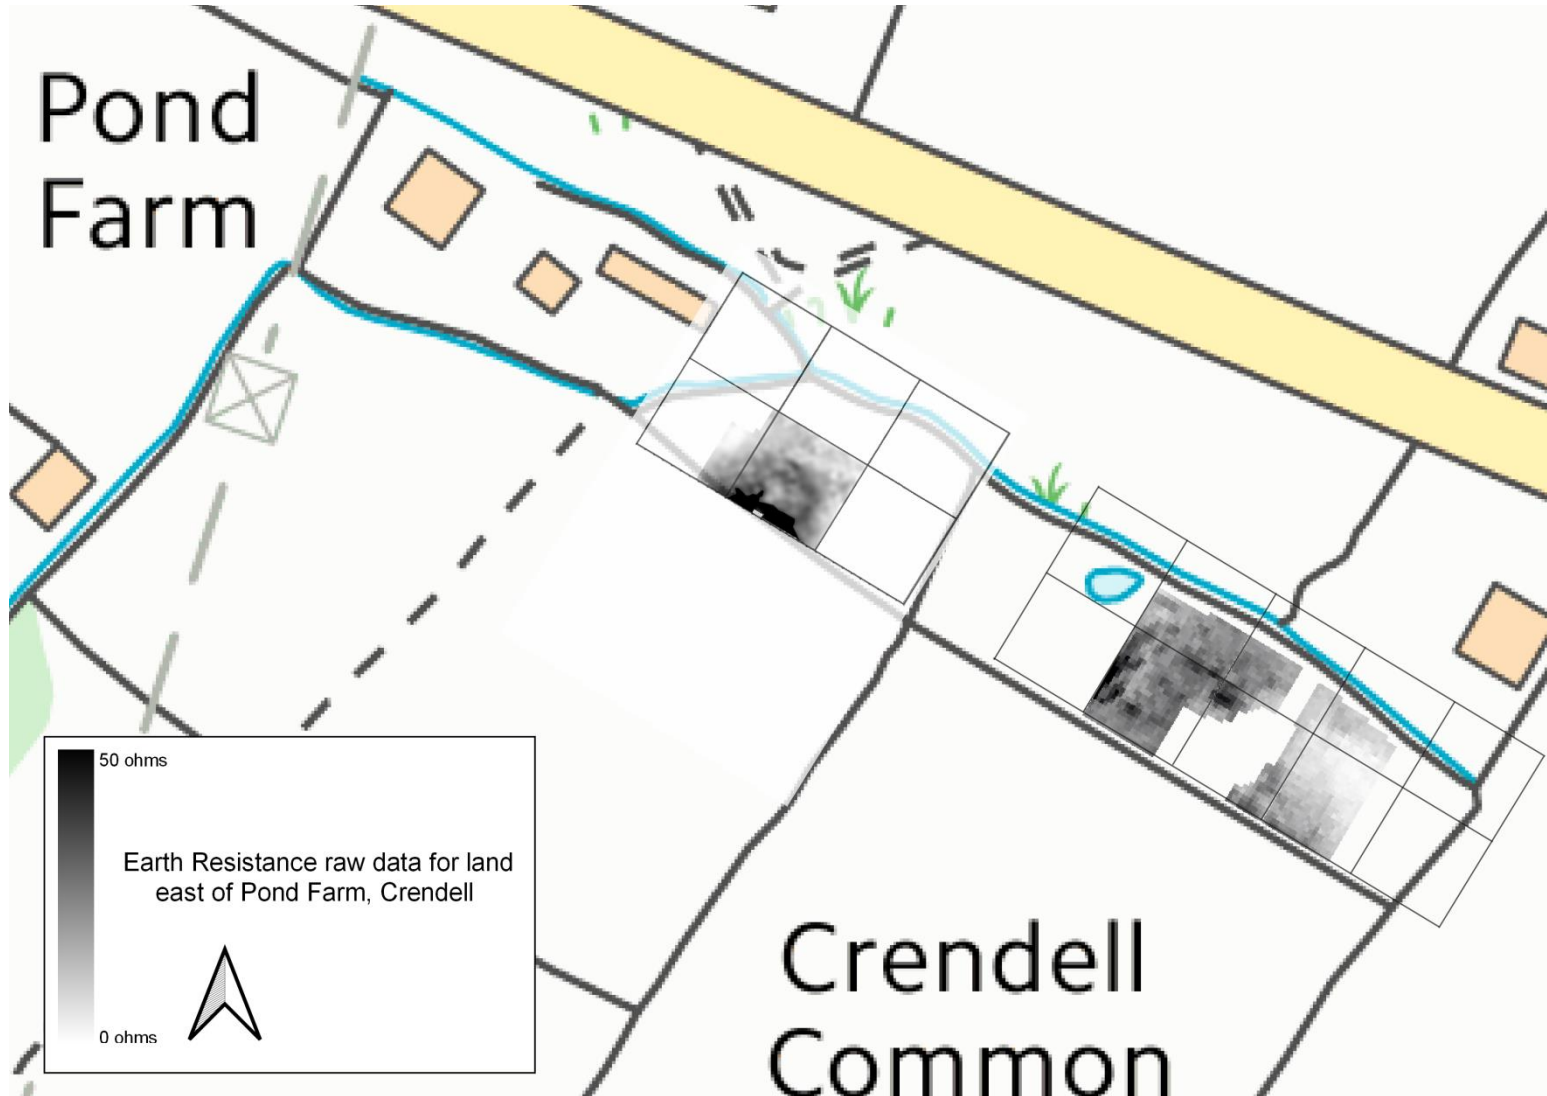 Pond
Farm
50 ohms
Earth Resistance raw data for land
east of Pond Farm, Crendell
0 ohms
Crendell
Common